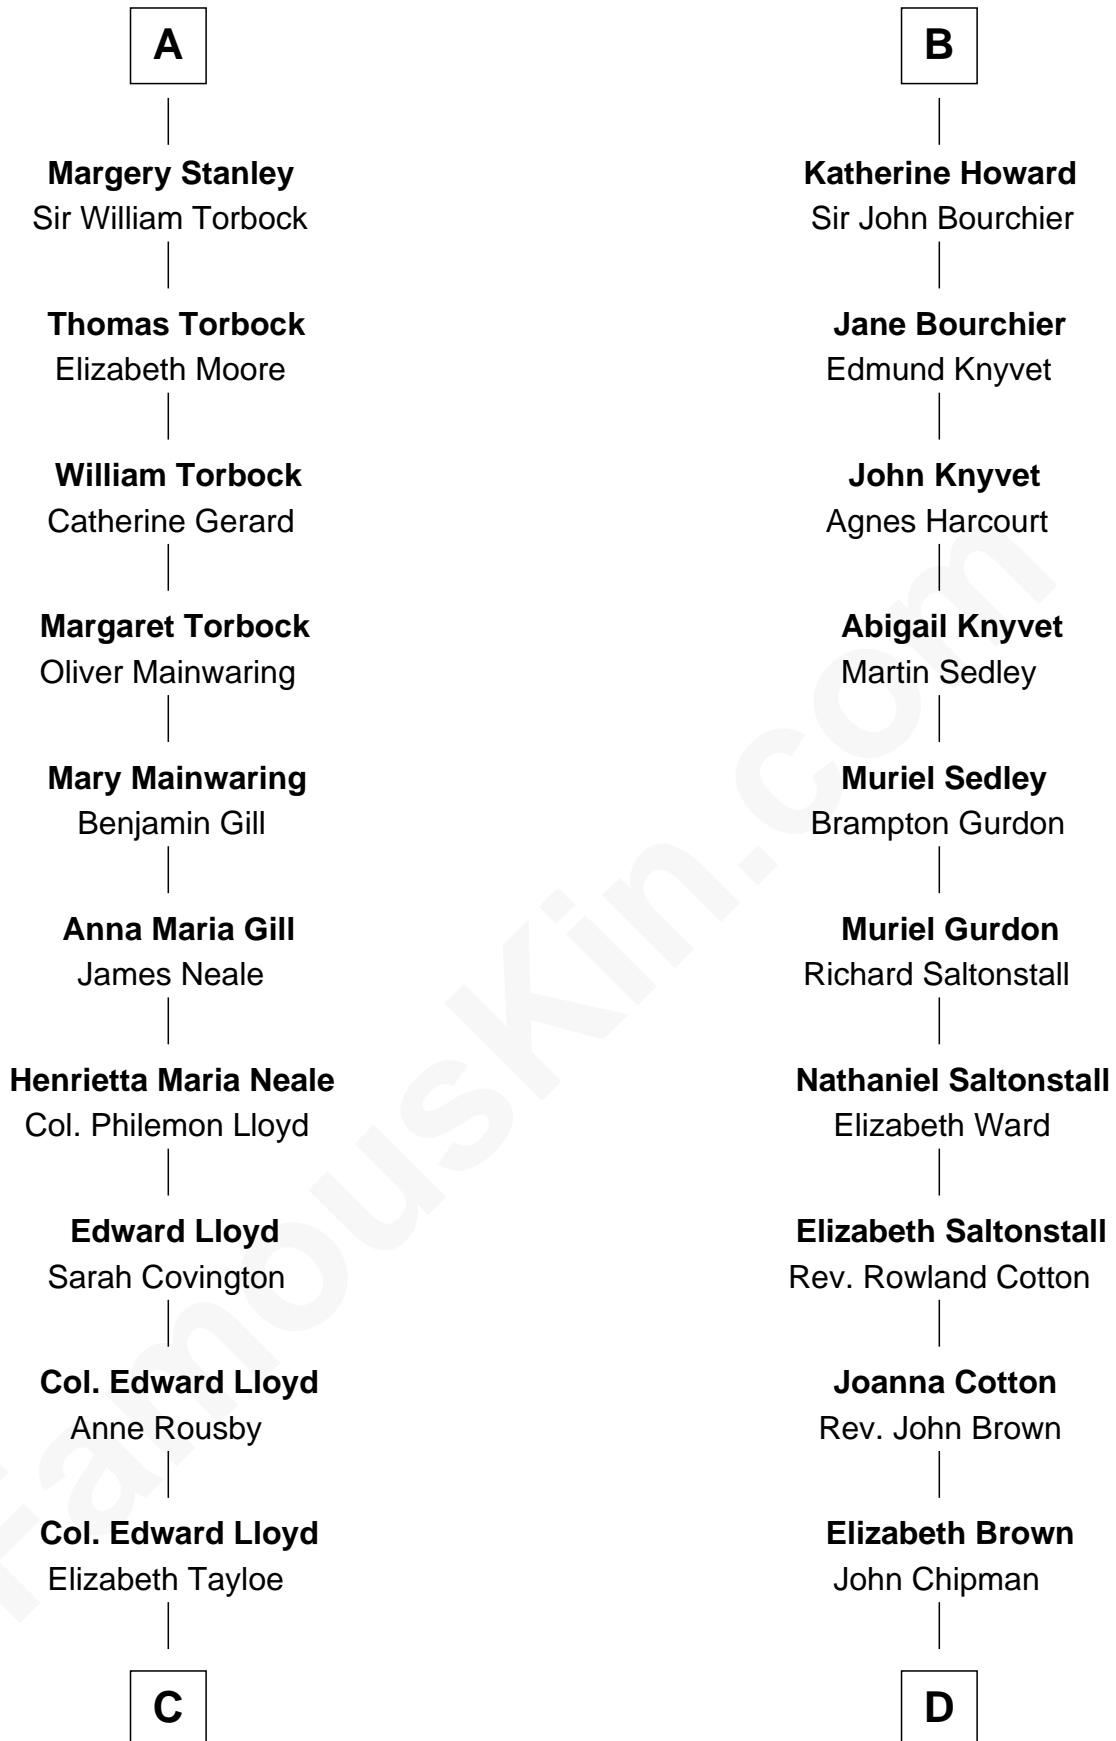 A
Margery Stanley
Sir William Torbock
Thomas Torbock
Elizabeth Moore
William Torbock
Catherine Gerard
Margaret Torbock
Oliver Mainwaring
Mary Mainwaring
Benjamin Gill
Anna Maria Gill
James Neale
Henrietta Maria Neale
Col. Philemon Lloyd
Edward Lloyd
Sarah Covington
Col. Edward Lloyd
Anne Rousby
Col. Edward Lloyd
Elizabeth Tayloe
C
B
Katherine Howard
Sir John Bourchier
Jane Bourchier
Edmund Knyvet
John Knyvet
Agnes Harcourt
Abigail Knyvet
Martin Sedley
Muriel Sedley
Brampton Gurdon
Muriel Gurdon
Richard Saltonstall
Nathaniel Saltonstall
Elizabeth Ward
Elizabeth Saltonstall
Rev. Rowland Cotton
Joanna Cotton
Rev. John Brown
Elizabeth Brown
John Chipman
D
FamousKin.com